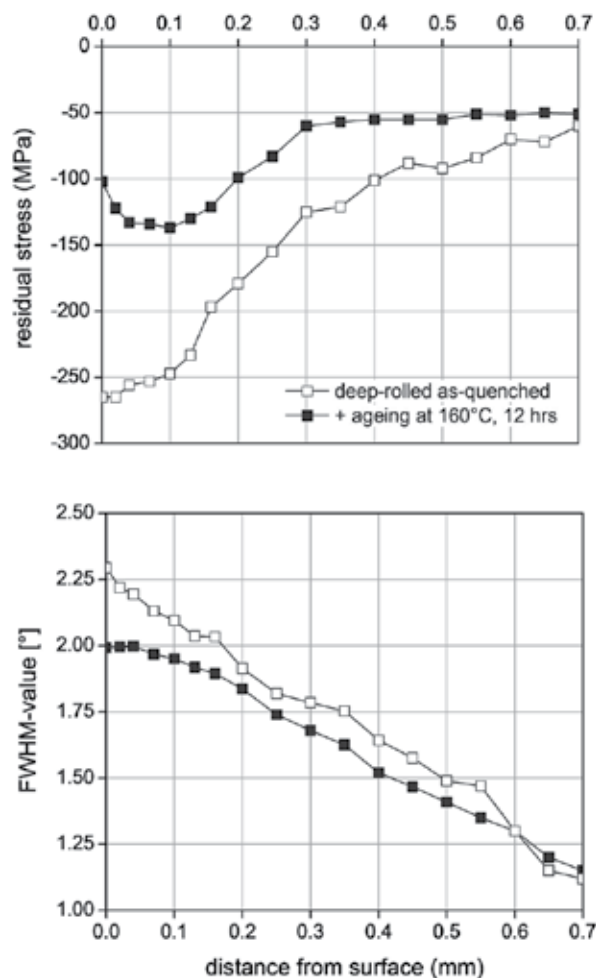 0.0 0.1 0.2 0.3 0.4 0.5 0.6 0.7
0
-50
-100
-150
-200
-250
-300
residual stress (MPa)
deep-rolled as-quenched
+ ageing at 160°C, 12 hrs
2.50
2.25
2.00
1.75
1.50
1.25
1.00
FWHM-value [°]
0.0 0.1 0.2 0.3 0.4 0.5 0.6 0.7
distance from surface (mm)